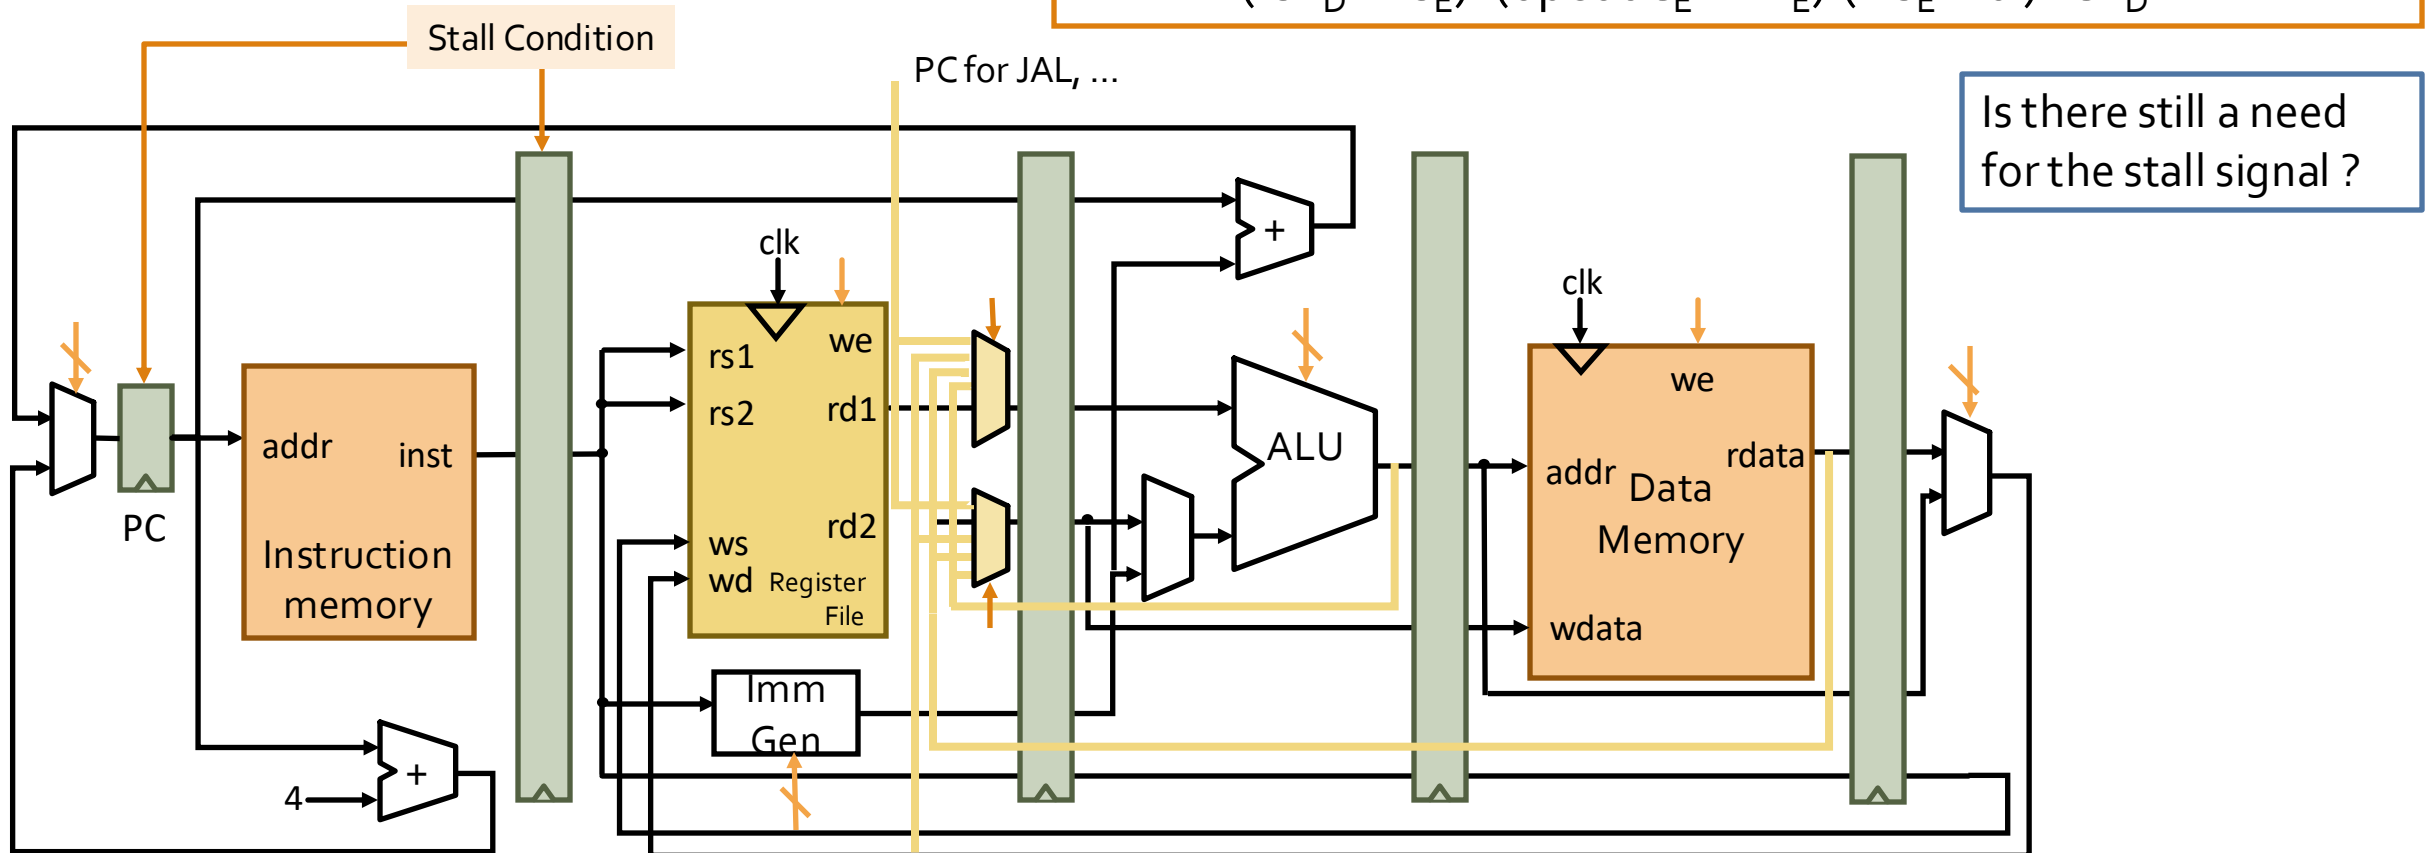 Stall Condition
PC for JAL, ...
Is there still a need
for the stall signal ?
clk
clk
rs1
we
rs2
rd1
we
addr
inst
ALU
addr
rdata
Data
Memory
PC
rd2
ws
wd
Register
File
Instruction
memory
wdata
Imm
Gen
+
+
4